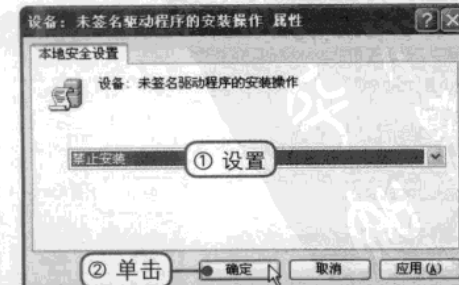 设备: 未签名驱动程序的安装操作 属性
本地安全设置
设备: 未签名驱动程序的安装操作
禁止安装
① 设置
② 单击
确定
取消
应用(A)